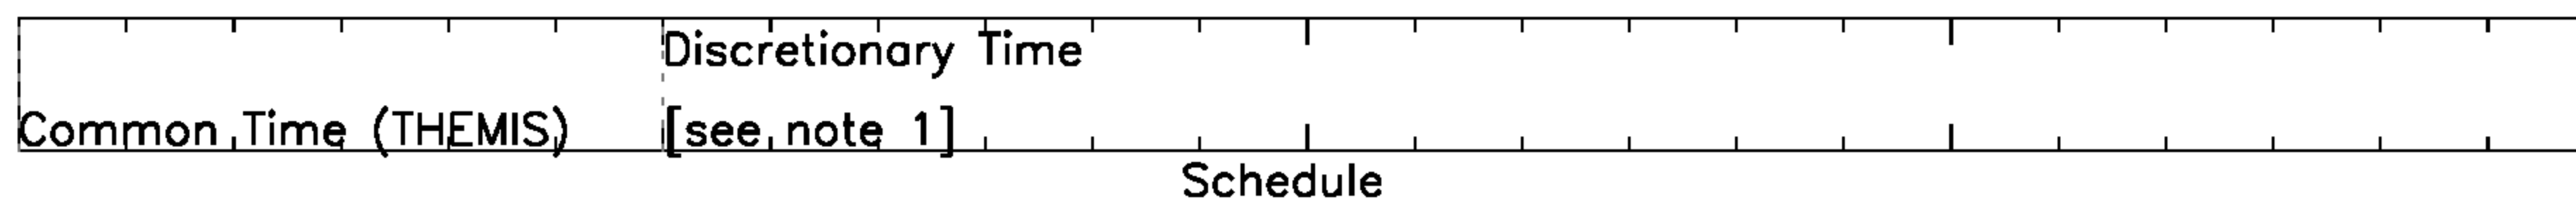 Discretionary Time
Common Time (THEMIS) [see note 1]
Schedule